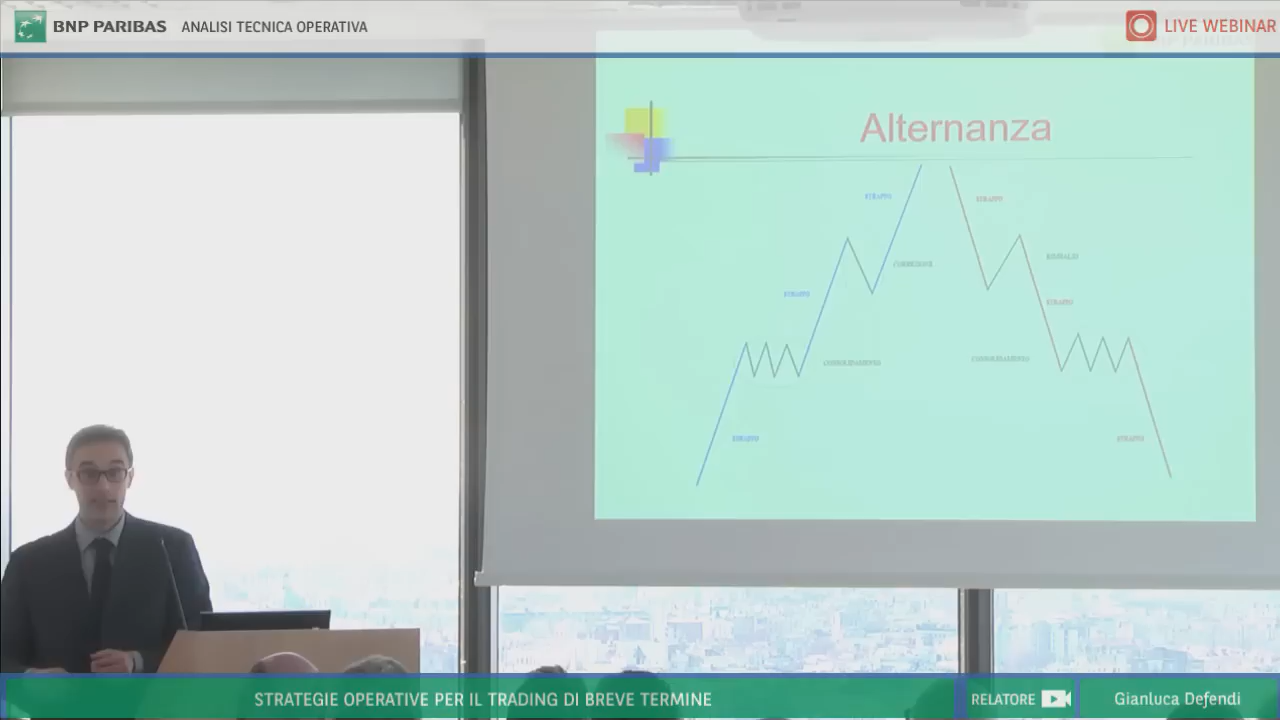 BNP PARIBAS ANALISI TECNICA OPERATIVA
LIVE WEBINAR
Alternanza
STRAPPO
STRAPPO
CORREZIONE
RIMBALZO
STRAPPO
STRAPPO
CONSOLIDAMENTO
CONSOLIDAMENTO
STRAPPO
STRAPPO
STRATEGIE OPERATIVE PER IL TRADING DI BREVE TERMINE
RELATORE
Gianluca Defendi